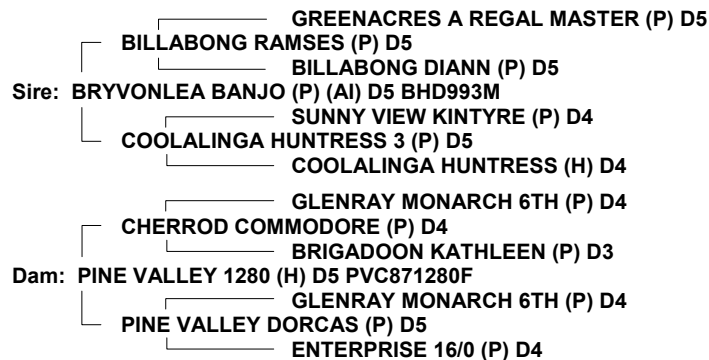 GREENACRES A REGAL MASTER (P) D5
BILLABONG RAMSES (P) D5
BILLABONG DIANN (P) D5
Sire: BRYVONLEA BANJO (P) (AI) D5 BHD993M
SUNNY VIEW KINTYRE (P) D4
COOLALINGA HUNTRESS 3 (P) D5
COOLALINGA HUNTRESS (H) D4
GLENRAY MONARCH 6TH (P) D4
CHERROD COMMODORE (P) D4
BRIGADOON KATHLEEN (P) D3
Dam: PINE VALLEY 1280 (H) D5 PVC871280F
GLENRAY MONARCH 6TH (P) D4
PINE VALLEY DORCAS (P) D5
ENTERPRISE 16/0 (P) D4